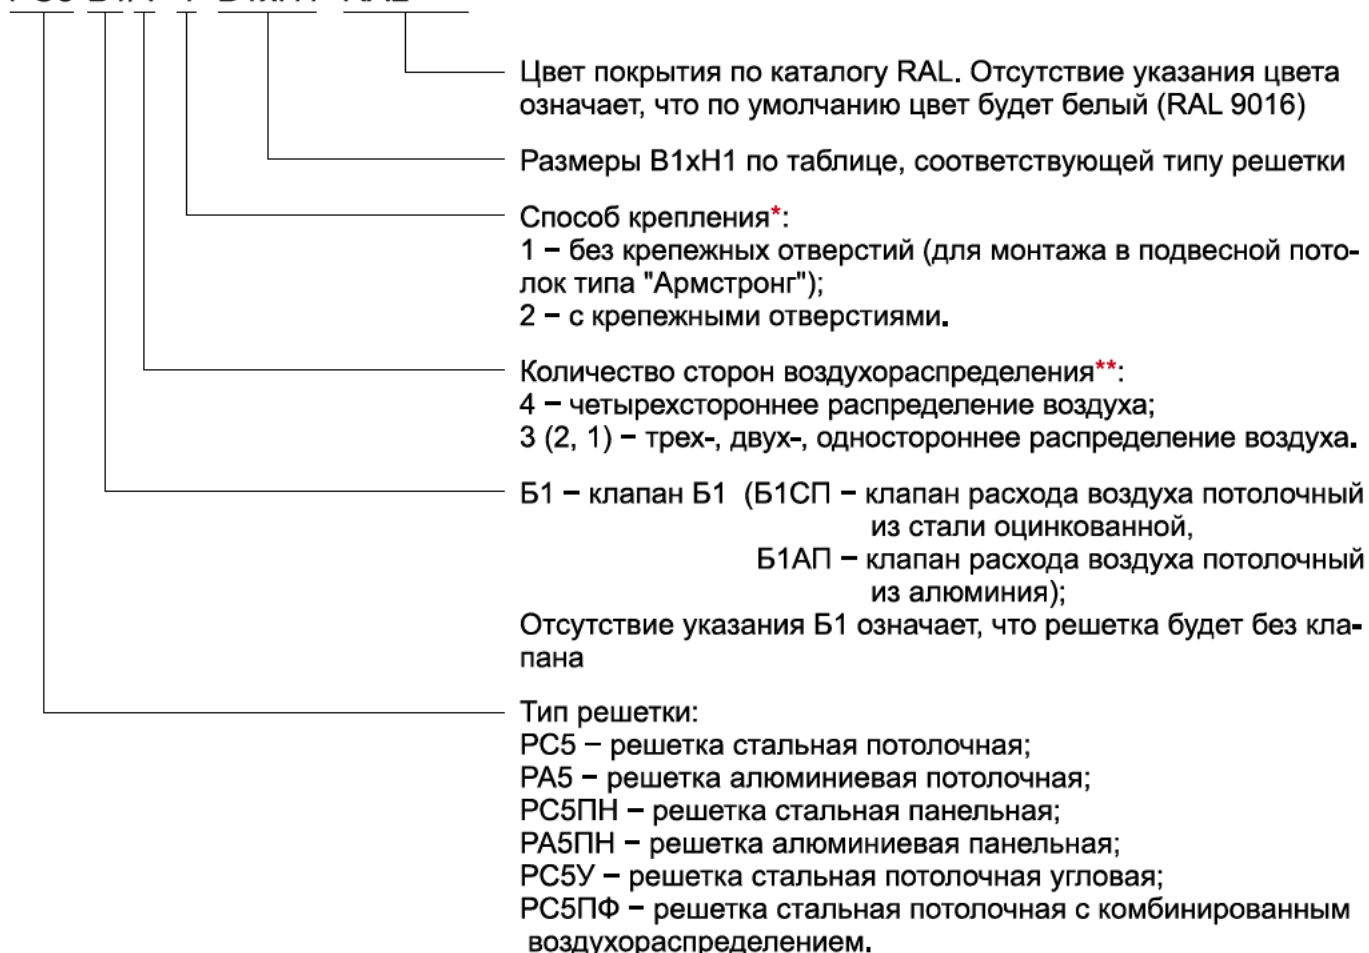 Цвет покрытия по каталогу RAL. Отсутствие указания цвета
означает, что по умолчанию цвет будет белый (RAL 9016)
Размеры В1хН1 по таблице, соответствующей типу решетки
Способ крепления*:
1 – без крепежных отверстий (для монтажа в подвесной пото-
лок типа "Армстронг");
2 – с крепежными отверстиями.
Количество сторон воздухораспределения**:
4 – четырехстороннее распределение воздуха;
3 (2, 1) – трех-, двух-, одностороннее распределение воздуха.
Б1 – клапан Б1 (Б1СП – клапан расхода воздуха потолочный
из стали оцинкованной,
Б1АП – клапан расхода воздуха потолочный
из алюминия);
Отсутствие указания Б1 означает, что решетка будет без кла-
пана
Тип решетки:
РС5 – решетка стальная потолочная;
РА5 – решетка алюминиевая потолочная;
РС5ПН – решетка стальная панельная;
РА5ПН – решетка алюминиевая панельная;
РС5У – решетка стальная потолочная угловая;
РС5ПФ – решетка стальная потолочная с комбинированным
воздухораспределением.